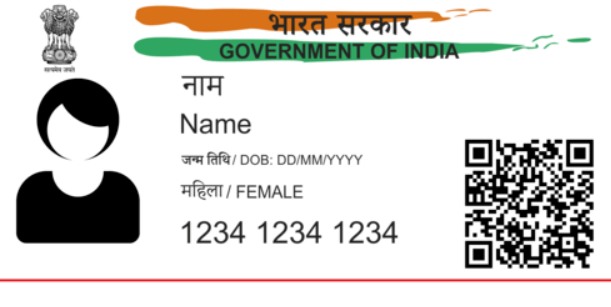 भारत सरकार
GOVERNMENT OF INDIA
सत्यमेव जयते
नाम
Name
जन्म तिथि / DOB: DD/MM/YYYY
महिला / FEMALE
1234 1234 1234